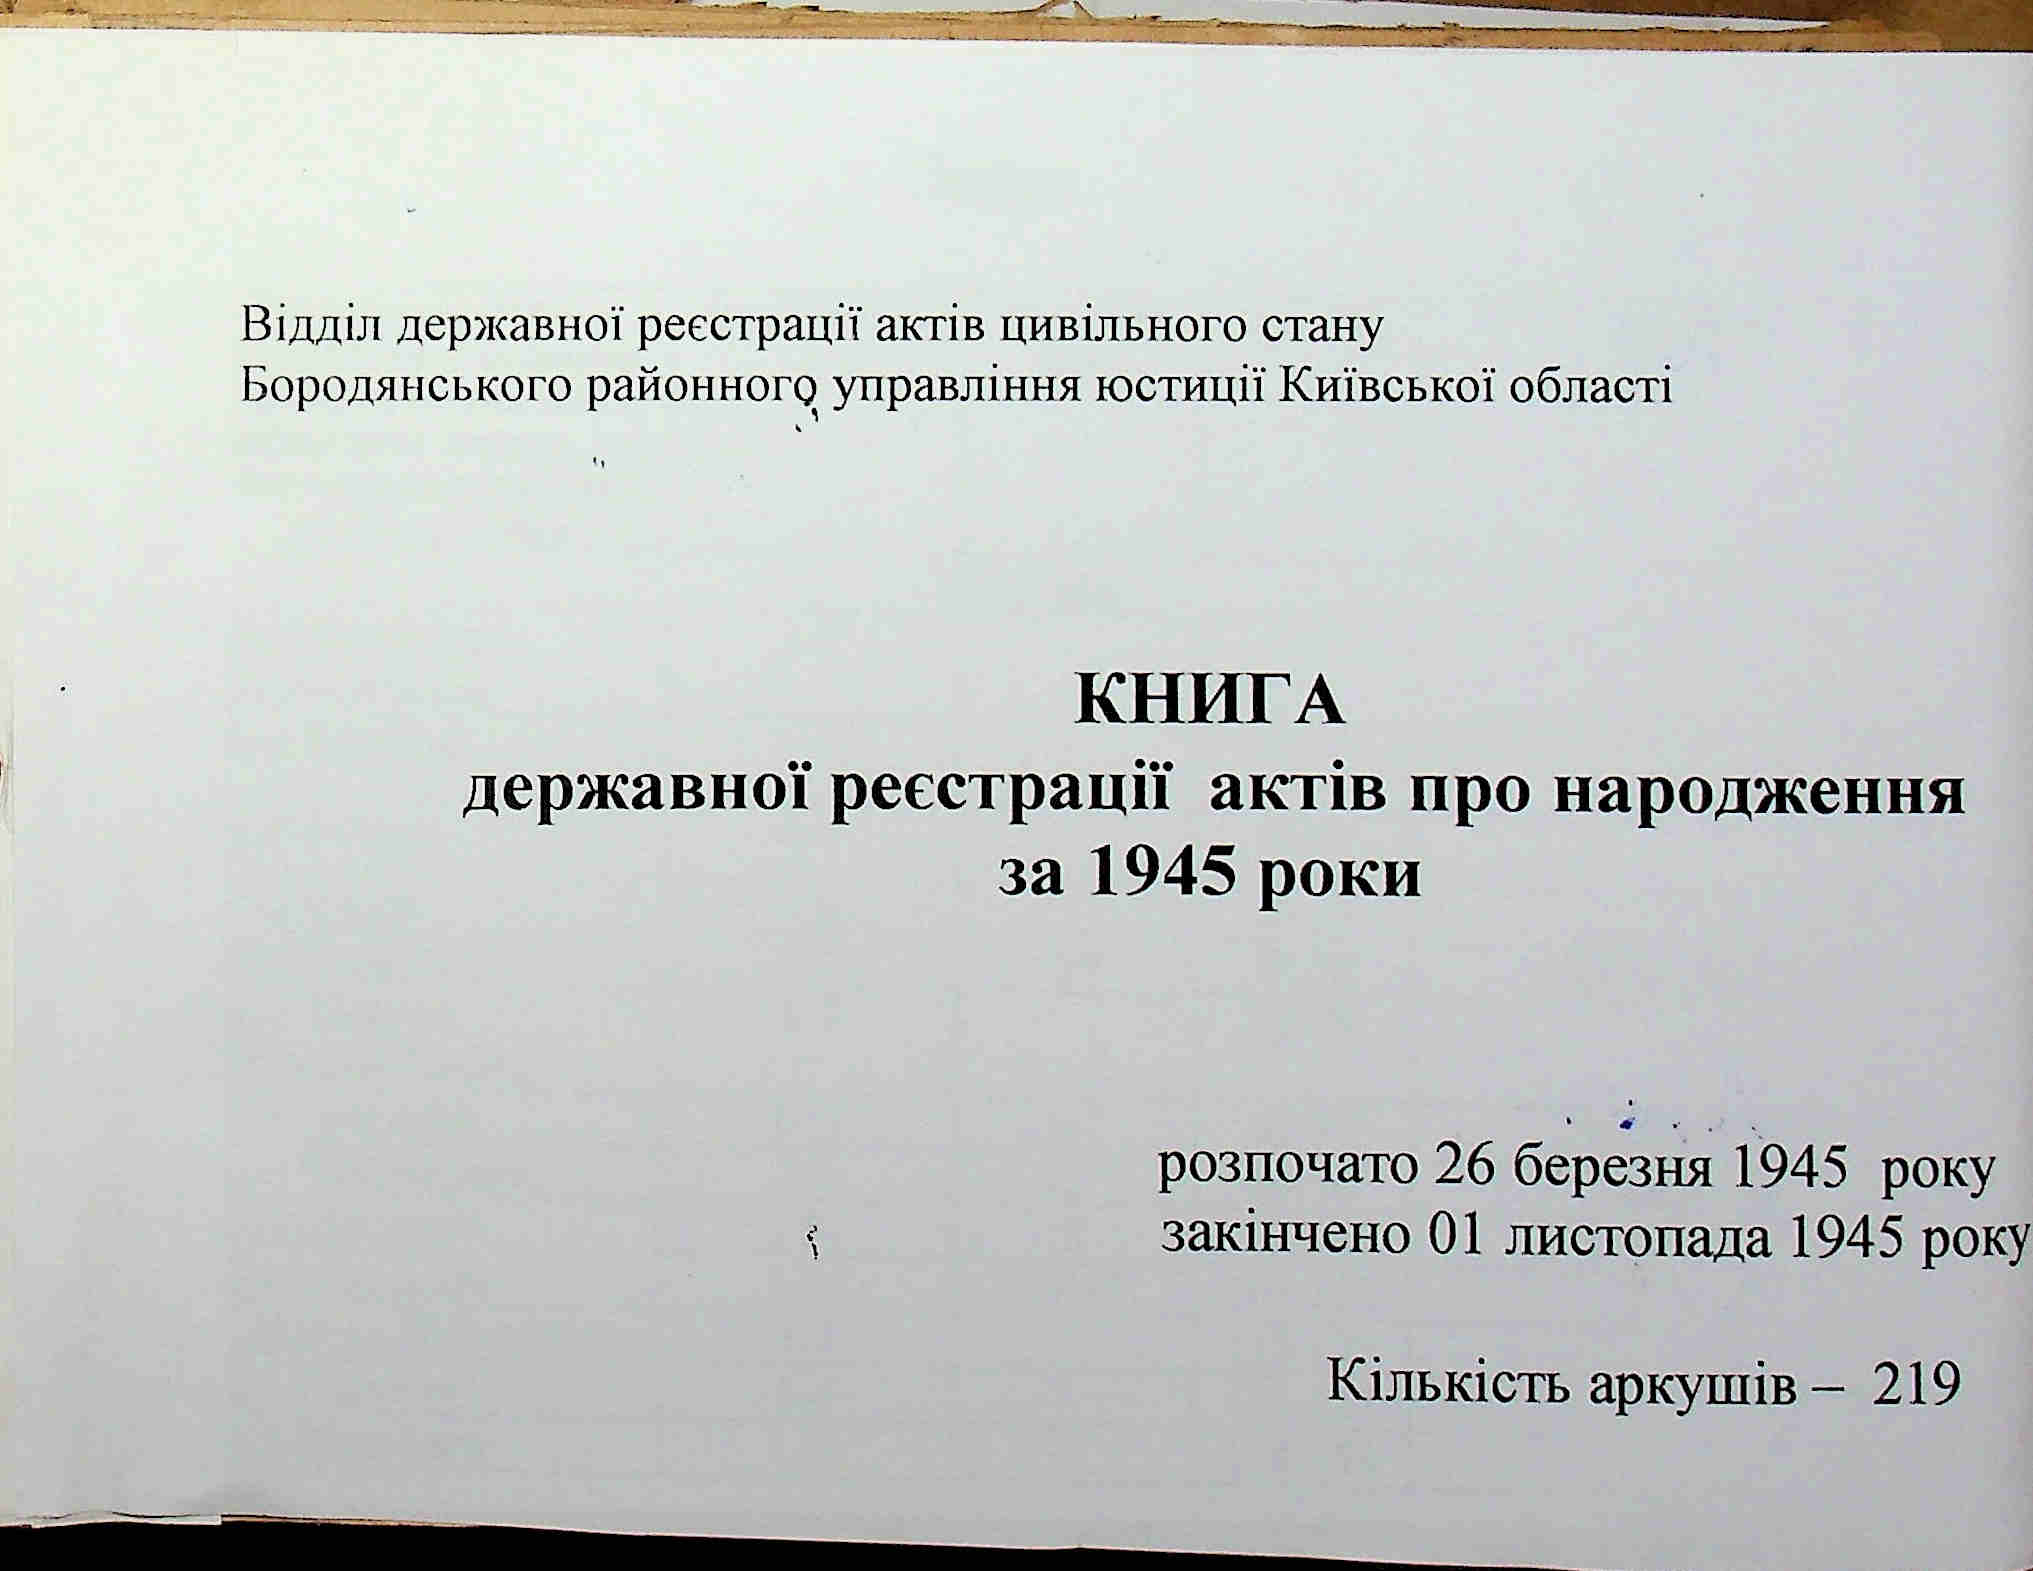 Відділ державної реєстрації актів цивільного стану
Бородянського районного управління юстиції Київської області
КНИГА
державної реєстрації актів про народження
за 1945 роки
розпочато 26 березня 1945 року
закінчено 01 листопада 1945 року
Кількість аркушів – 219